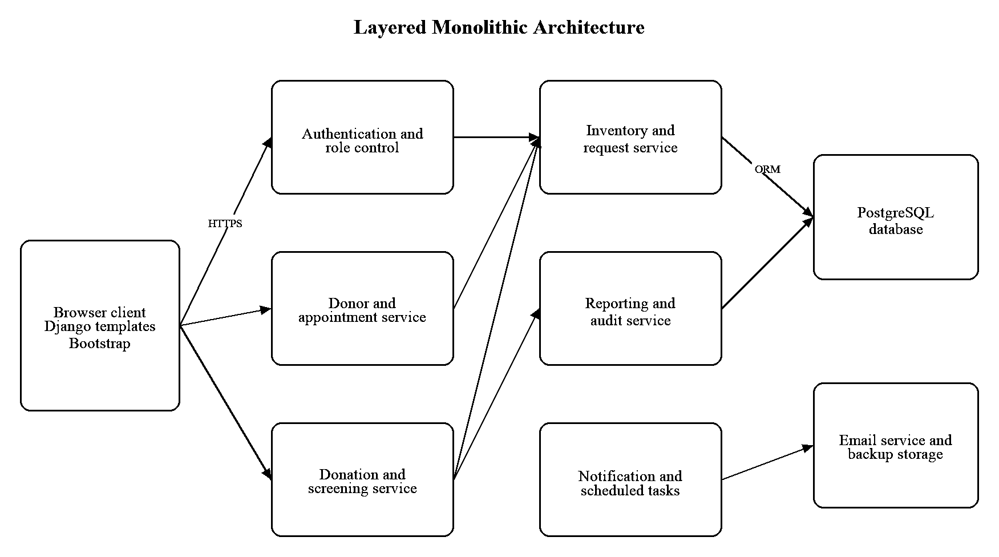 Layered Monolithic Architecture
Browser client
Django templates
Bootstrap
HTTPS
Authentication and
role control
Donor and
appointment service
Donation and
screening service
Inventory and
request service
Reporting and
audit service
Notification and
scheduled tasks
ORM
PostgreSQL
database
Email service and
backup storage